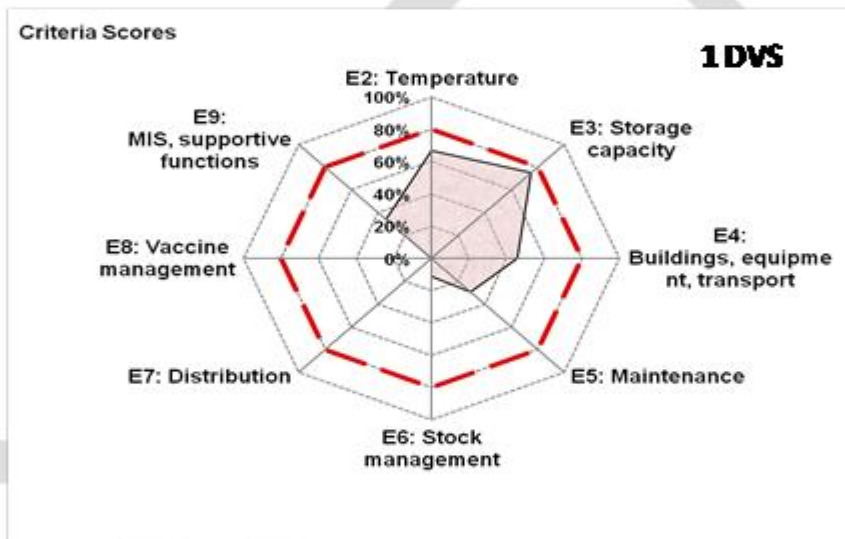 Criteria Scores
1 DVS
E2: Temperature
100%
80%
60%
40%
20%
0%
E3: Storage
capacity
E4:
Buildings, equipme
nt, transport
E5: Maintenance
E6: Stock
management
E7: Distribution
E8: Vaccine
management
E9:
MIS, supportive
functions